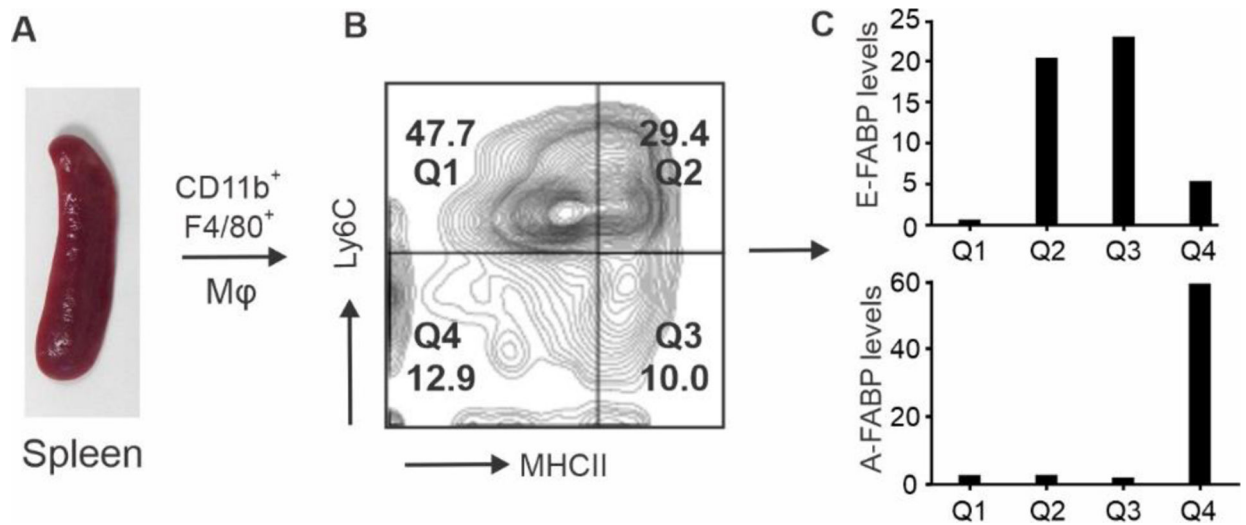 A
Spleen
CD11b⁺
F4/80⁺
Mφ
B
Ly6C
47.7
Q1
29.4
Q2
Q4
12.9
Q3
10.0
MHCII
C
E-FABP levels
25
20
15
10
5
0
Q1 Q2 Q3 Q4
A-FABP levels
60
40
20
0
Q1 Q2 Q3 Q4